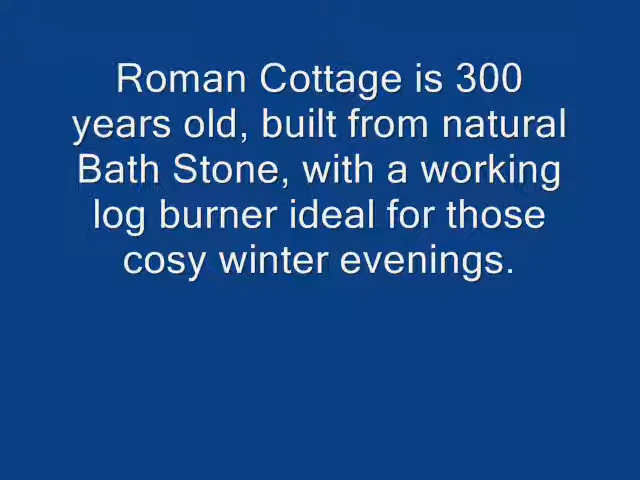 Roman Cottage is 300
years old, built from natural
Bath Stone, with a working
log burner ideal for those
cosy winter evenings.